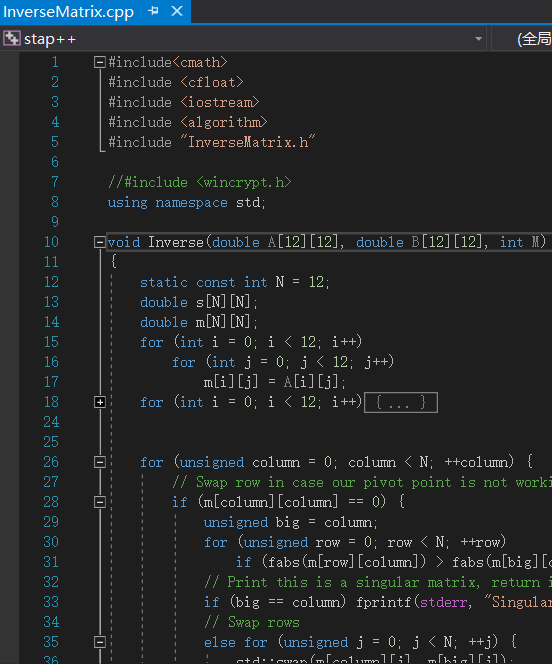 InverseMatrix.cpp
stap++ (全局
1 #include<cmath>
2 #include <cfloat>
3 #include <iostream>
4 #include <algorithm>
5 #include "InverseMatrix.h"
6
7 //#include <wincrypt.h>
8 using namespace std;
9
10 void Inverse(double A[12][12], double B[12][12], int M)
11 {
12 static const int N = 12;
13 double s[N][N];
14 double m[N][N];
15 for (int i = 0; i < 12; i++)
16 for (int j = 0; j < 12; j++)
17 m[i][j] = A[i][j];
18 for (int i = 0; i < 12; i++) { ... }
24
25
26 for (unsigned column = 0; column < N; ++column) {
27 // Swap row in case our pivot point is not worki
28 if (m[column][column] == 0) {
29 unsigned big = column;
30 for (unsigned row = 0; row < N; ++row)
31 if (fabs(m[row][column]) > fabs(m[big][c
32 // Print this is a singular matrix, return i
33 if (big == column) fprintf(stderr, "Singular
34 // Swap rows
35 else for (unsigned j = 0; j < N; ++j) {
36 std::swap(m[column][j], m[big][j])